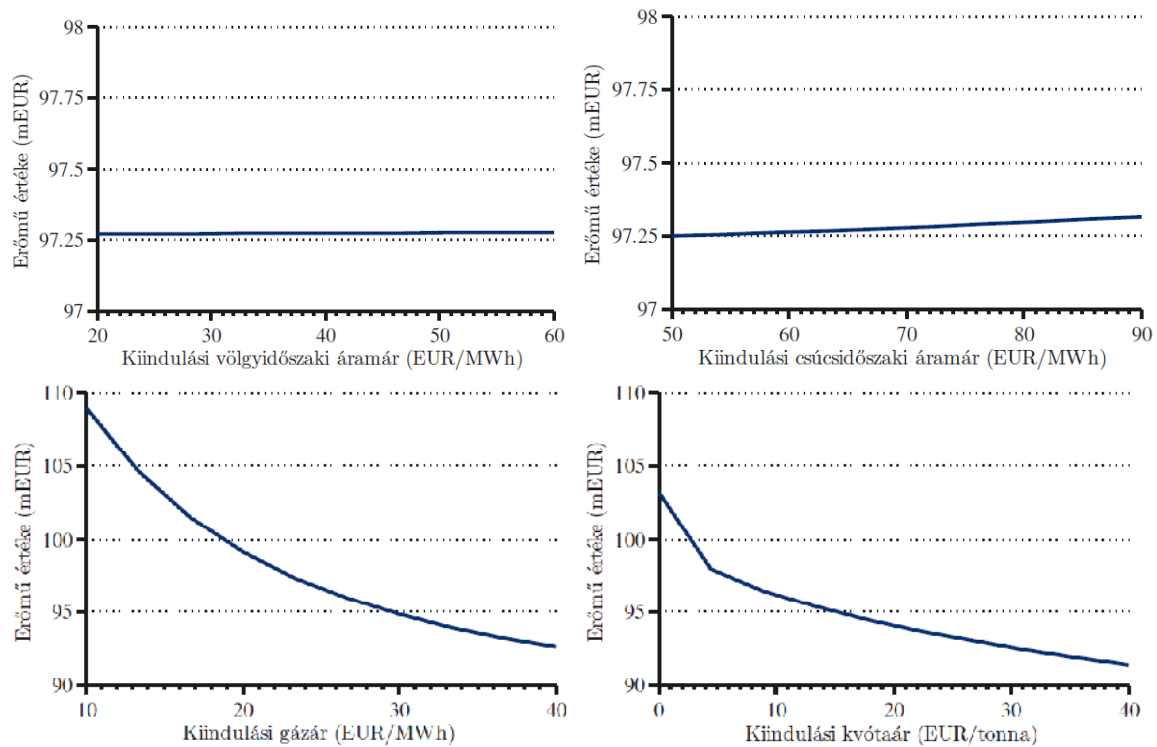 98
97.75
97.5
97.25
97
Erőmű értéke (mEUR)
20 30 40 50 60
Kiindulási völgyidőszaki áramár (EUR/MWh)
98
97.75
97.5
97.25
97
Erőmű értéke (mEUR)
50 60 70 80 90
Kiindulási csúcsidőszaki áramár (EUR/MWh)
110
105
100
95
90
Erőmű értéke (mEUR)
10 20 30 40
Kiindulási gázár (EUR/MWh)
110
105
100
95
90
Erőmű értéke (mEUR)
0 10 20 30 40
Kiindulási kvótaár (EUR/tonna)